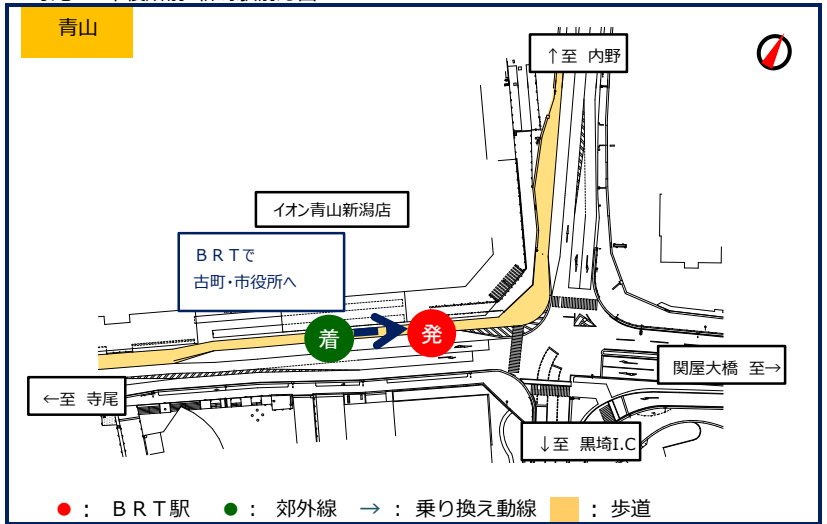 青山
↑至 内野
イオン青山新潟店
ＢＲＴで
古町・市役所へ
着
発
関屋大橋 至→
←至 寺尾
↓至 黒埼I.C
●： ＢＲＴ駅 ●： 郊外線 →： 乗り換え動線 ： 歩道